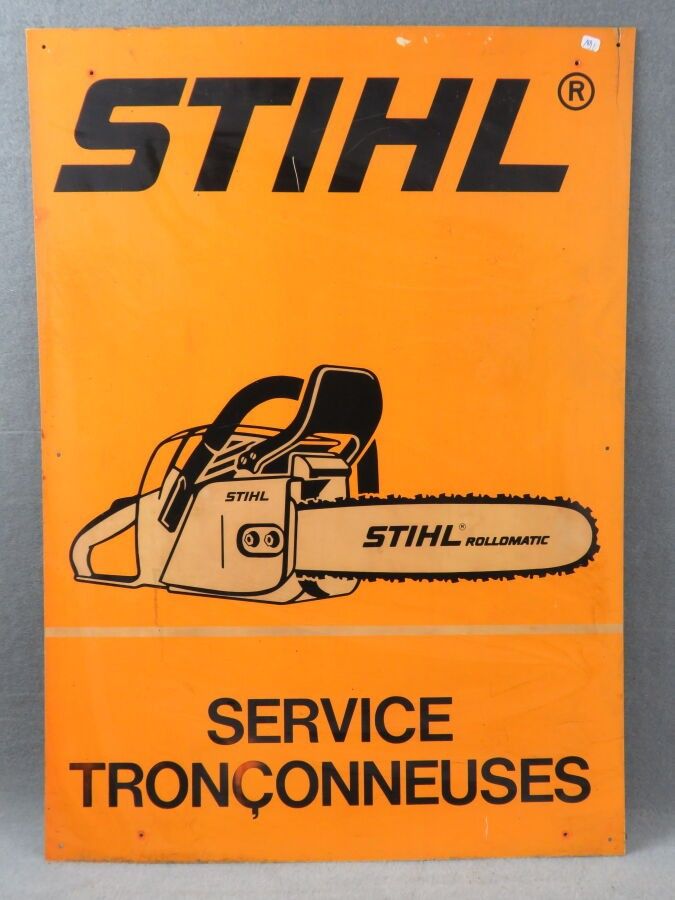 STIHL®
STIHL
STIHL® ROLLOMATIC
SERVICE
TRONÇONNEUSES